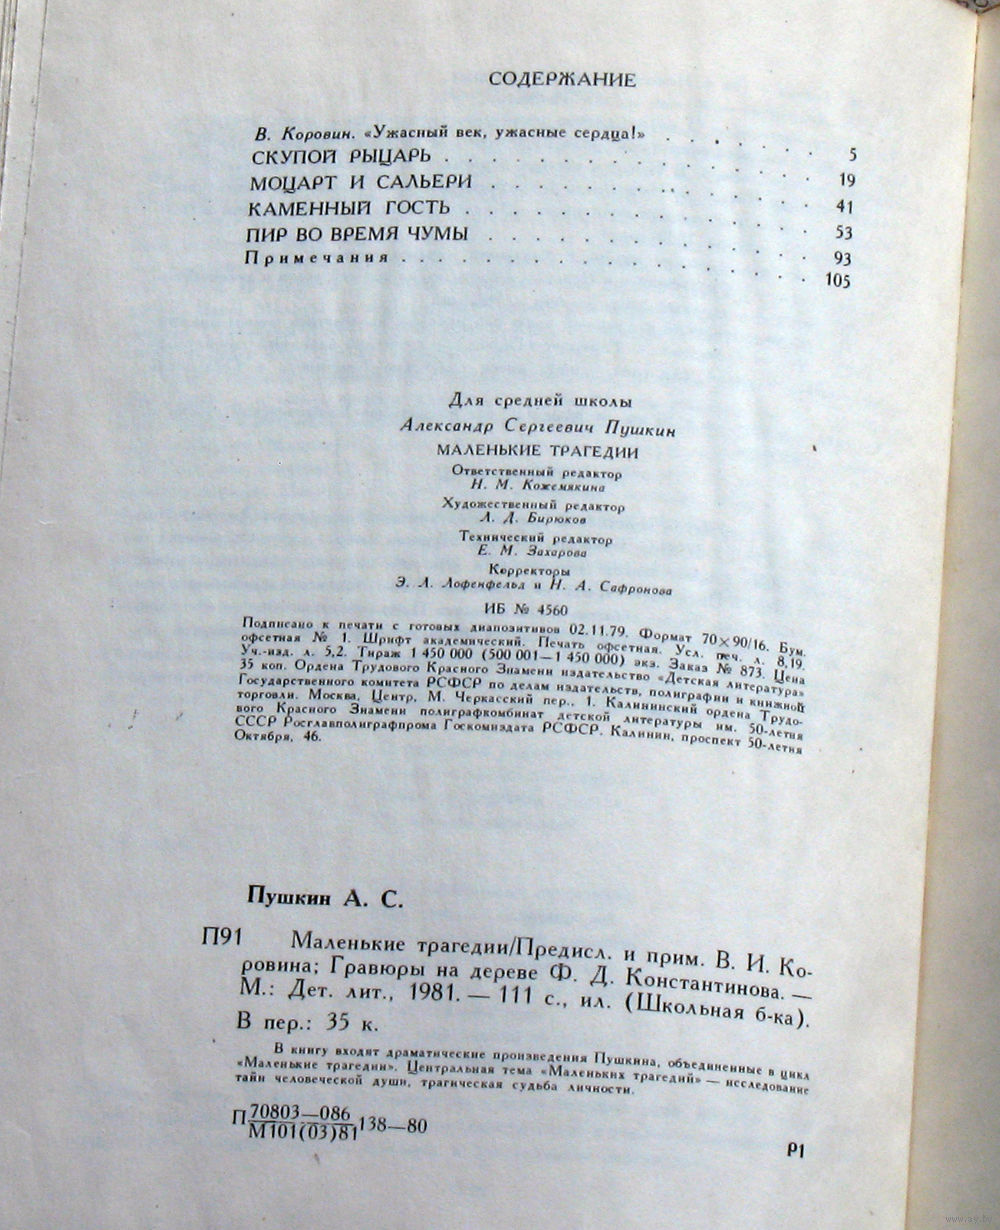 СОДЕРЖАНИЕ
В. Коровин. «Ужасный век, ужасные сердца!» . . . . . . . 5
СКУПОЙ РЫЦАРЬ . . . . . . . . . . . . . . . 19
МОЦАРТ И САЛЬЕРИ . . . . . . . . . . . . . . 41
КАМЕННЫЙ ГОСТЬ . . . . . . . . . . . . . . . 53
ПИР ВО ВРЕМЯ ЧУМЫ . . . . . . . . . . . . . . 93
Примечания . . . . . . . . . . . . . . . . . 105
Для средней школы
Александр Сергеевич Пушкин
МАЛЕНЬКИЕ ТРАГЕДИИ
Ответственный редактор
Н. М. Кожемякина
Художественный редактор
Л. Д. Бирюков
Технический редактор
Е. М. Захарова
Корректоры
Э. Л. Лофенфельд и Н. А. Сафронова
ИБ № 4560
Подписано к печати с готовых диапозитивов 02.11.79. Формат 70×90/16. Бум.
офсетная № 1. Шрифт академический. Печать офсетная. Усл. печ. л. 8,19.
Уч.-изд. л. 5,2. Тираж 1 450 000 (500 001—1 450 000) экз. Заказ № 873. Цена
35 коп. Ордена Трудового Красного Знамени издательство «Детская литература»
Государственного комитета РСФСР по делам издательств, полиграфии и книжной
торговли. Москва, Центр, М. Черкасский пер., 1. Калининский ордена Трудо-
вого Красного Знамени полиграфкомбинат детской литературы им. 50-летия
СССР Росглавполиграфпрома Госкомиздата РСФСР. Калинин, проспект 50-летия
Октября, 46.
Пушкин А. С.
П91 Маленькие трагедии/Предисл. и прим. В. И. Ко-
ровина; Гравюры на дереве Ф. Д. Константинова. —
М.: Дет. лит., 1981. — 111 с., ил. (Школьная б-ка).
В пер.: 35 к.
В книгу входят драматические произведения Пушкина, объединенные в цикл
«Маленькие трагедии». Центральная тема «Маленьких трагедий» — исследование
тайн человеческой души, трагическая судьба личности.
П 70803—086
М101(03)81 138—80
Р1
www.ay.by